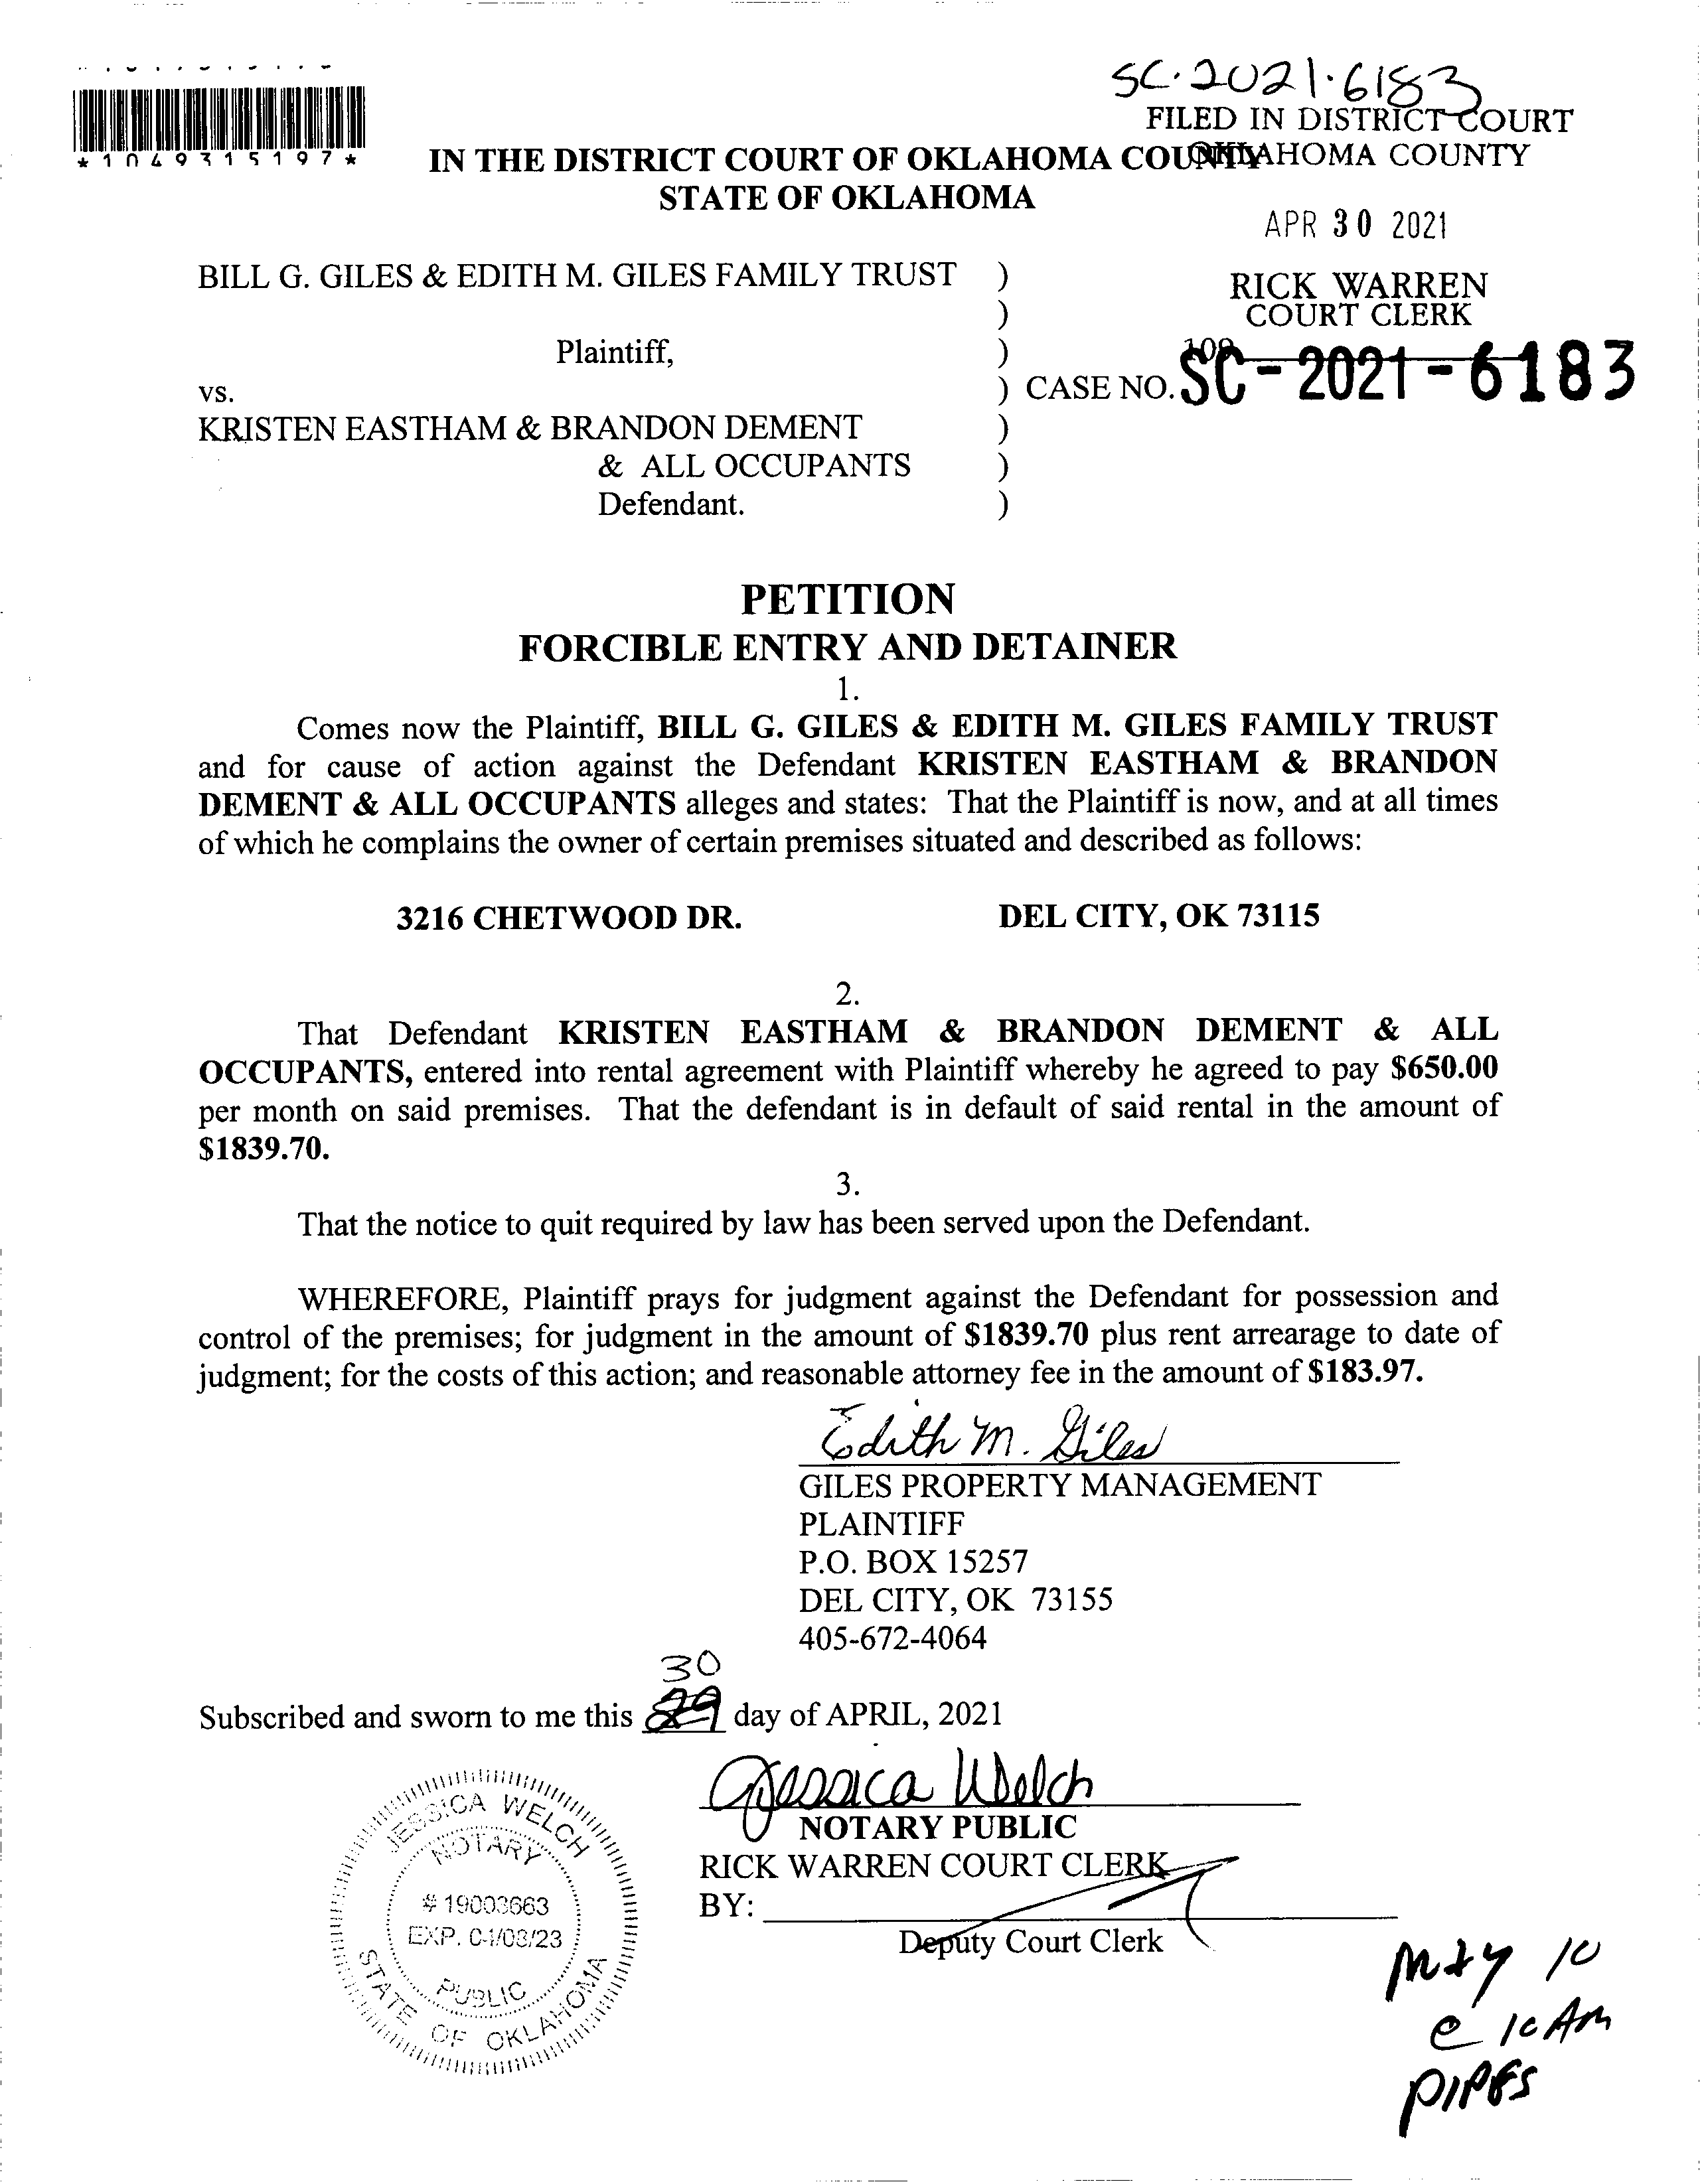 SC-2021-6183
FILED IN DISTRICT COURT
OKLAHOMA COUNTY
*1049315197*
IN THE DISTRICT COURT OF OKLAHOMA COUNTY
STATE OF OKLAHOMA
APR 30 2021
RICK WARREN
COURT CLERK
109
BILL G. GILES & EDITH M. GILES FAMILY TRUST )
)
Plaintiff, )
vs. ) CASE NO. SC-2021-6183
KRISTEN EASTHAM & BRANDON DEMENT )
& ALL OCCUPANTS )
Defendant. )
PETITION
FORCIBLE ENTRY AND DETAINER
1.
Comes now the Plaintiff, BILL G. GILES & EDITH M. GILES FAMILY TRUST
and for cause of action against the Defendant KRISTEN EASTHAM & BRANDON
DEMENT & ALL OCCUPANTS alleges and states: That the Plaintiff is now, and at all times
of which he complains the owner of certain premises situated and described as follows:
3216 CHETWOOD DR. DEL CITY, OK 73115
2.
That Defendant KRISTEN EASTHAM & BRANDON DEMENT & ALL
OCCUPANTS, entered into rental agreement with Plaintiff whereby he agreed to pay $650.00
per month on said premises. That the defendant is in default of said rental in the amount of
$1839.70.
3.
That the notice to quit required by law has been served upon the Defendant.
WHEREFORE, Plaintiff prays for judgment against the Defendant for possession and
control of the premises; for judgment in the amount of $1839.70 plus rent arrearage to date of
judgment; for the costs of this action; and reasonable attorney fee in the amount of $183.97.
Edith M. Giles
GILES PROPERTY MANAGEMENT
PLAINTIFF
P.O. BOX 15257
DEL CITY, OK 73155
405-672-4064
30
Subscribed and sworn to me this 29 day of APRIL, 2021
Jessica Welch
NOTARY PUBLIC
RICK WARREN COURT CLERK
BY:
Deputy Court Clerk
JESSICA WELCH
NOTARY
# 19003663
EXP. 04/08/23
PUBLIC
STATE OF OKLAHOMA
MAY 10
@ 10 AM
PIPES